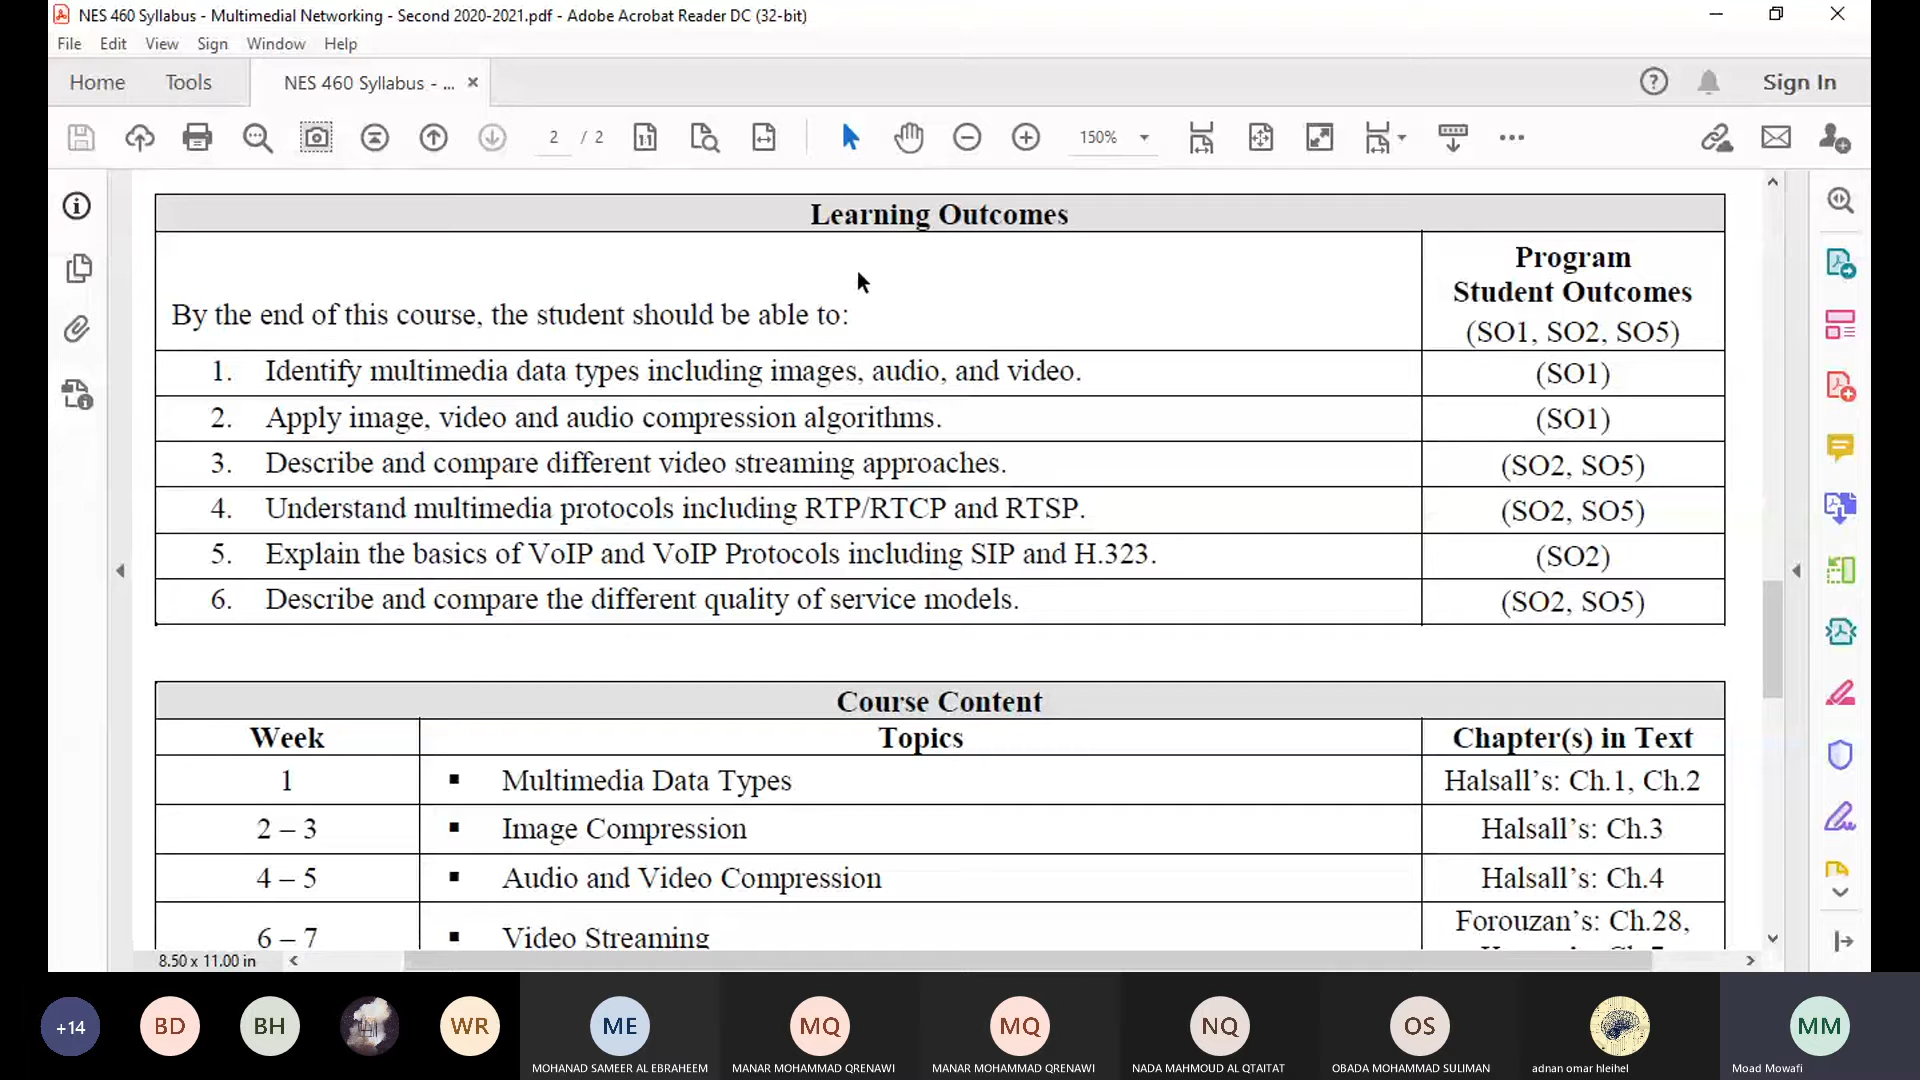 NES 460 Syllabus - Multimedial Networking - Second 2020-2021.pdf - Adobe Acrobat Reader DC (32-bit)
File Edit View Sign Window Help
Home Tools NES 460 Syllabus - ... × Sign In
2 / 2 150%
Learning Outcomes
By the end of this course, the student should be able to:
Program
Student Outcomes
(SO1, SO2, SO5)
1. Identify multimedia data types including images, audio, and video. (SO1)
2. Apply image, video and audio compression algorithms. (SO1)
3. Describe and compare different video streaming approaches. (SO2, SO5)
4. Understand multimedia protocols including RTP/RTCP and RTSP. (SO2, SO5)
5. Explain the basics of VoIP and VoIP Protocols including SIP and H.323. (SO2)
6. Describe and compare the different quality of service models. (SO2, SO5)
Course Content
Week Topics Chapter(s) in Text
1 ▪ Multimedia Data Types Halsall’s: Ch.1, Ch.2
2 – 3 ▪ Image Compression Halsall’s: Ch.3
4 – 5 ▪ Audio and Video Compression Halsall’s: Ch.4
6 – 7 ▪ Video Streaming Forouzan’s: Ch.28,
8.50 x 11.00 in
+14 BD BH WR ME MQ MQ NQ OS MM
MOHANAD SAMEER AL EBRAHEEM MANAR MOHAMMAD QRENAWI MANAR MOHAMMAD QRENAWI NADA MAHMOUD AL QTAITAT OBADA MOHAMMAD SULIMAN adnan omar hleihel Moad Mowafi